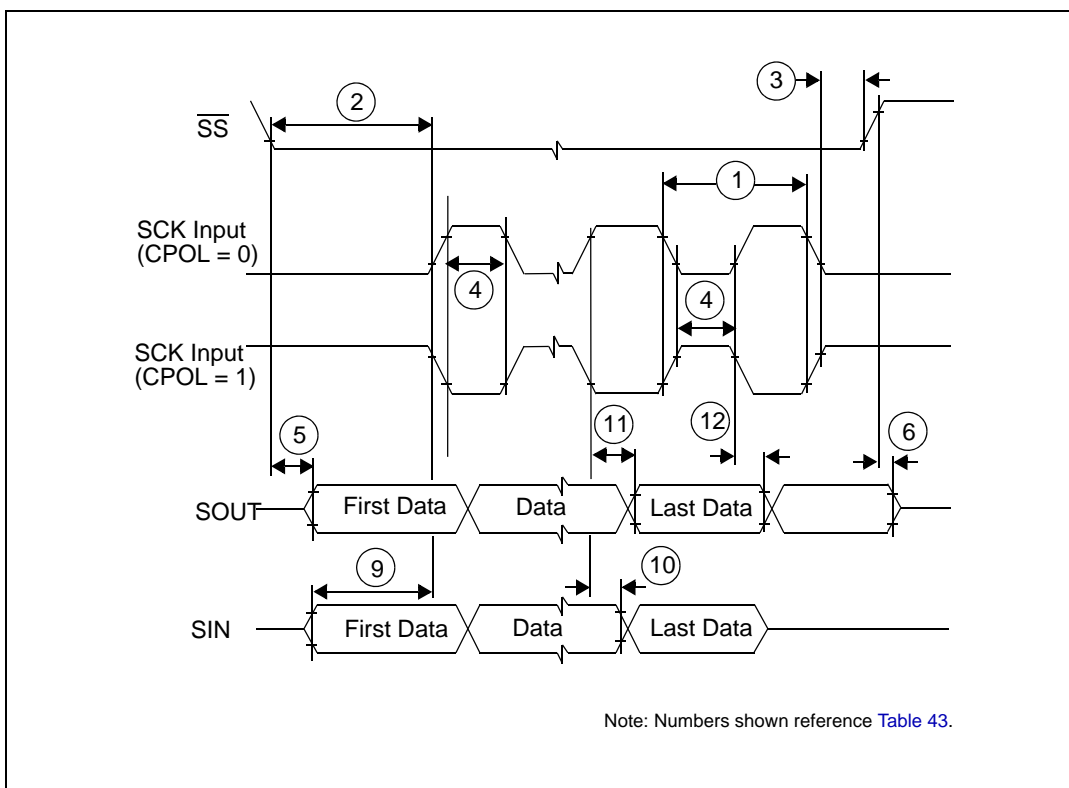 3
2
SS
1
SCK Input
(CPOL = 0)
4
4
SCK Input
(CPOL = 1)
11
12
5
6
SOUT
First Data
Data
Last Data
9
10
SIN
First Data
Data
Last Data
Note: Numbers shown reference Table 43.